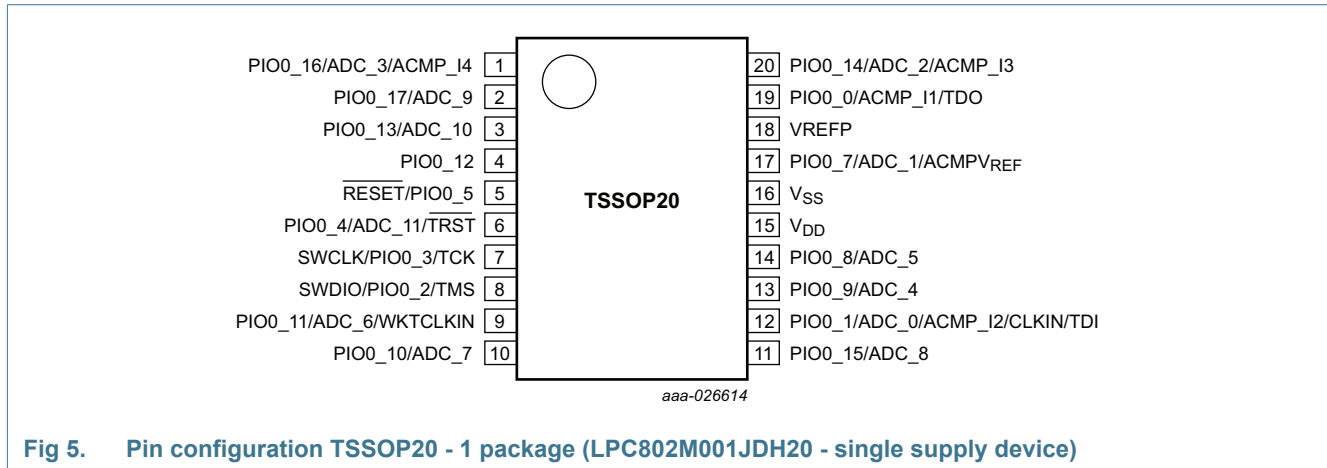 PIO0_16/ADC_3/ACMP_I4 1
PIO0_17/ADC_9 2
PIO0_13/ADC_10 3
PIO0_12 4
RESET/PIO0_5 5
PIO0_4/ADC_11/TRST 6
SWCLK/PIO0_3/TCK 7
SWDIO/PIO0_2/TMS 8
PIO0_11/ADC_6/WKTCLKIN 9
PIO0_10/ADC_7 10
TSSOP20
20 PIO0_14/ADC_2/ACMP_I3
19 PIO0_0/ACMP_I1/TDO
18 VREFP
17 PIO0_7/ADC_1/ACMPVREF
16 VSS
15 VDD
14 PIO0_8/ADC_5
13 PIO0_9/ADC_4
12 PIO0_1/ADC_0/ACMP_I2/CLKIN/TDI
11 PIO0_15/ADC_8
aaa-026614
Fig 5. Pin configuration TSSOP20 - 1 package (LPC802M001JDH20 - single supply device)